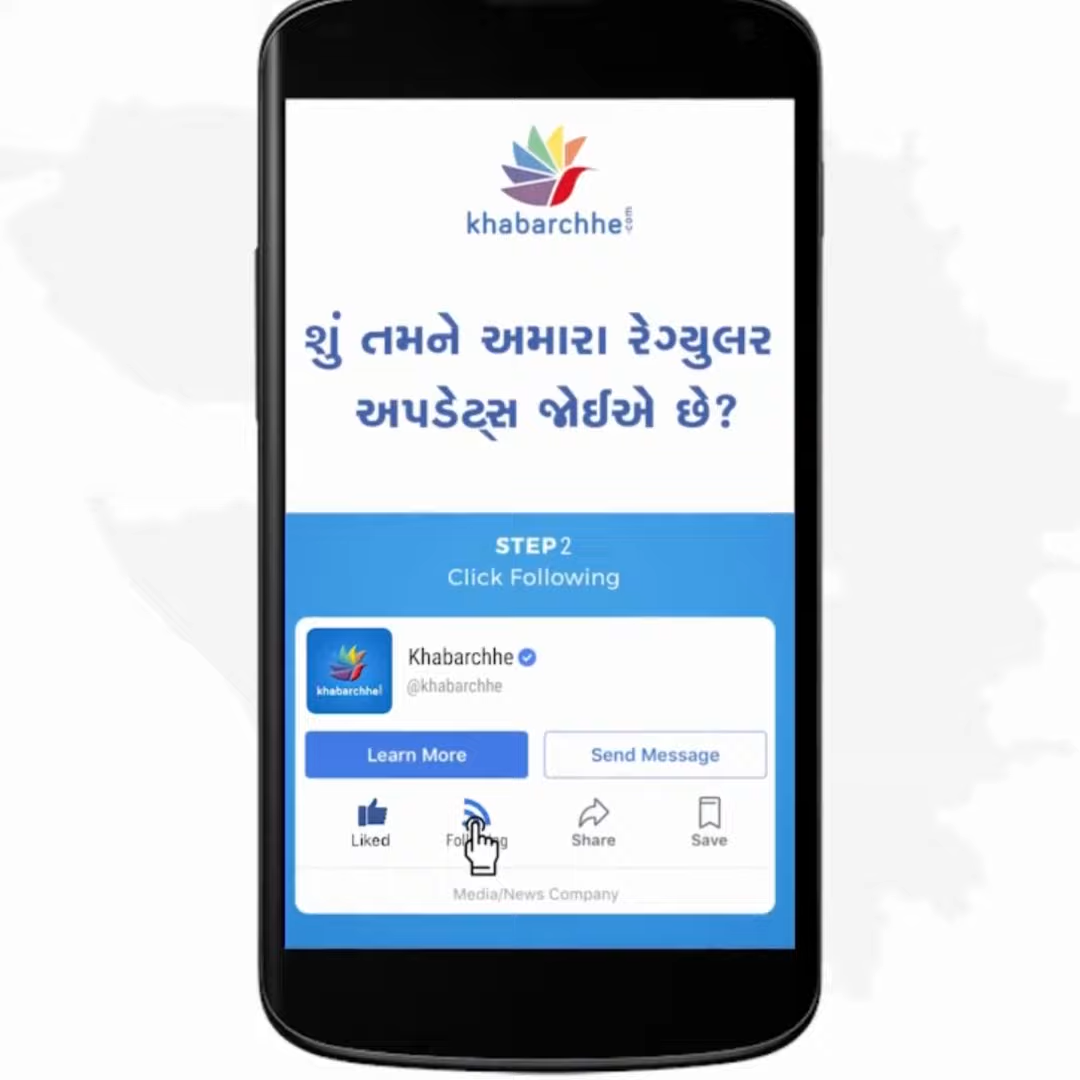 khabarchhe.com
શું તમને અમારા રેગ્યુલર
અપડેટ્સ જોઈએ છે?
STEP 2
Click Following
khabarchhe
Khabarchhe
@khabarchhe
Learn More
Send Message
Liked
Following
Share
Save
Media/News Company